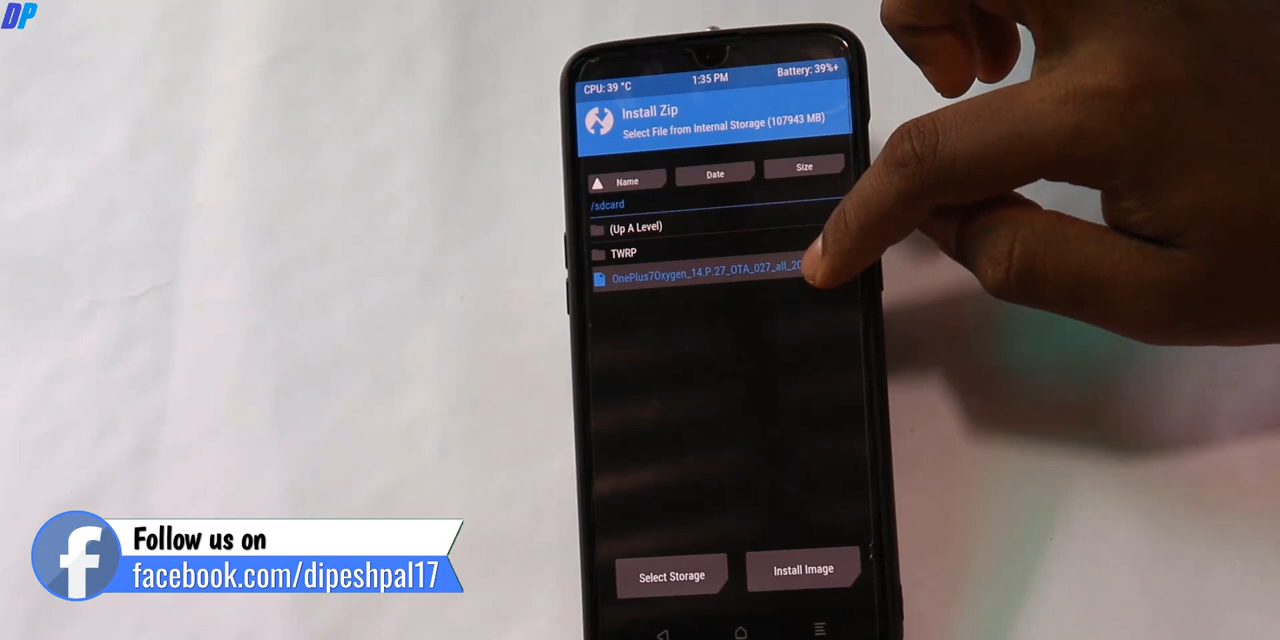 DP
CPU: 39 °C 1:35 PM Battery: 39%+
Install Zip
Select File from Internal Storage (107943 MB)
Name Date Size
/sdcard
(Up A Level)
TWRP
OnePlus7Oxygen_14.P.27_OTA_027_all_20
Select Storage Install Image
Follow us on
facebook.com/dipeshpal17